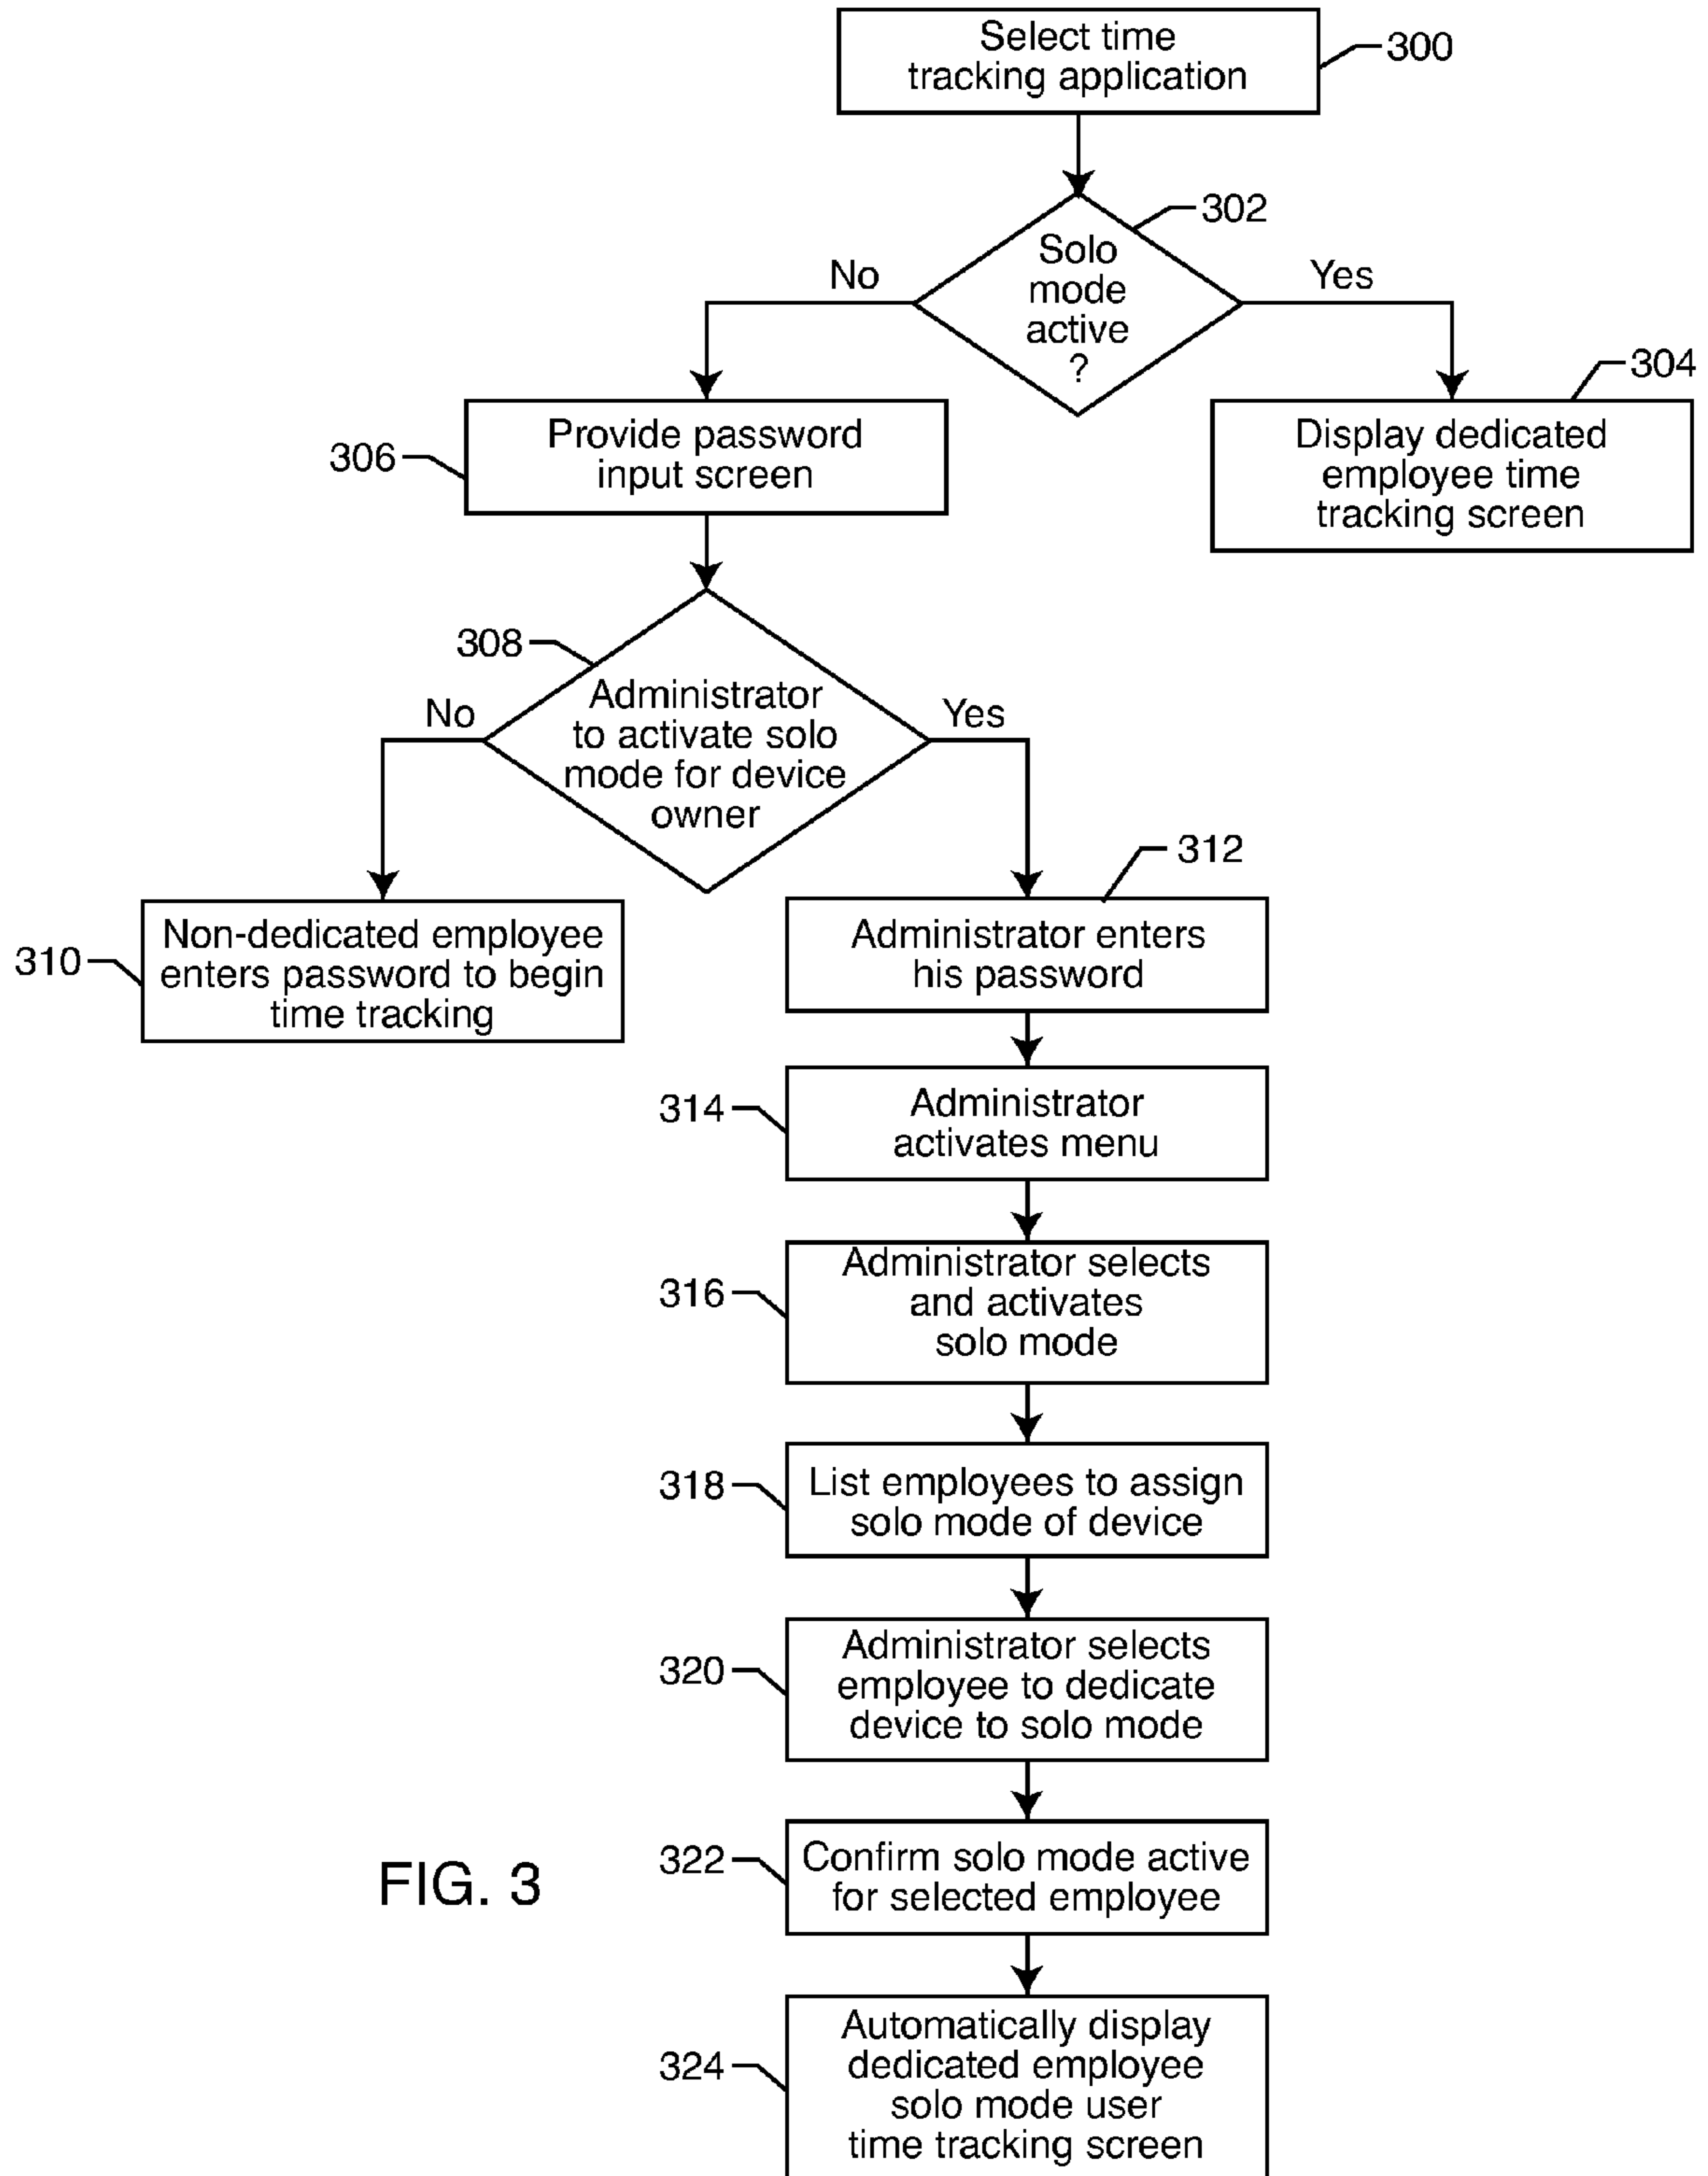 Select time
tracking application
300
302
Solo
mode
active
?
No
Yes
304
Provide password
input screen
306
Display dedicated
employee time
tracking screen
308
Administrator
to activate solo
mode for device
owner
No
Yes
310
Non-dedicated employee
enters password to begin
time tracking
312
Administrator enters
his password
314
Administrator
activates menu
316
Administrator selects
and activates
solo mode
318
List employees to assign
solo mode of device
320
Administrator selects
employee to dedicate
device to solo mode
322
Confirm solo mode active
for selected employee
FIG. 3
324
Automatically display
dedicated employee
solo mode user
time tracking screen